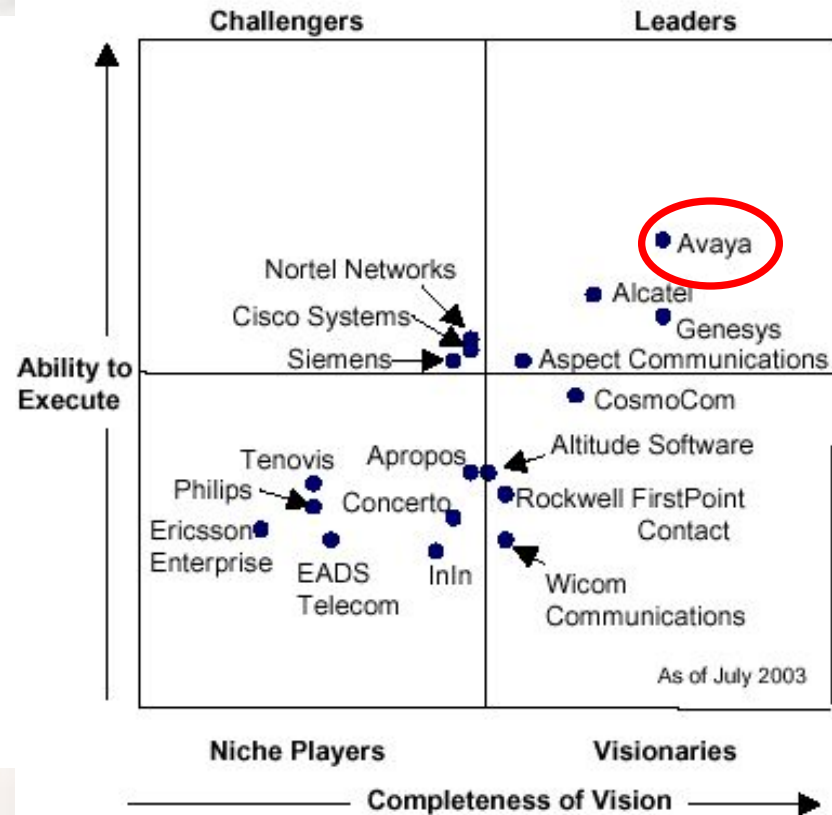 Challengers
Leaders
Avaya
Nortel Networks
Alcatel
Cisco Systems
Genesys
Siemens
Aspect Communications
Ability to
Execute
CosmoCom
Altitude Software
Apropos
Tenovis
Philips
Concerto
Rockwell FirstPoint
Contact
Ericsson
Enterprise
EADS
Telecom
InIn
Wicom
Communications
As of July 2003
Niche Players
Visionaries
Completeness of Vision